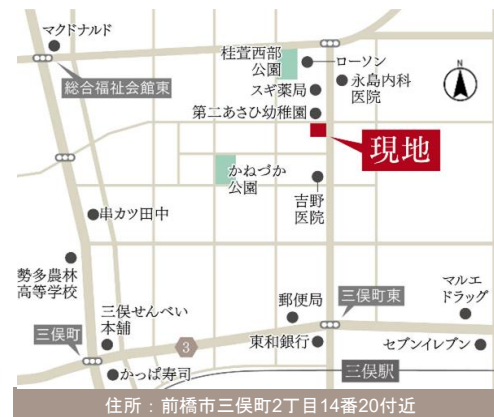 マクドナルド
総合福祉会館東
桂萱西部
公園
ローソン
永島内科
医院
N
スギ薬局
第二あさひ幼稚園
現地
かねづか
公園
吉野
医院
串カツ田中
勢多農林
高等学校
三俣せんべい
本舗
三俣町
郵便局
三俣町東
マルエ
ドラッグ
3
東和銀行
セブンイレブン
かっぱ寿司
三俣駅
住所：前橋市三俣町2丁目14番20付近